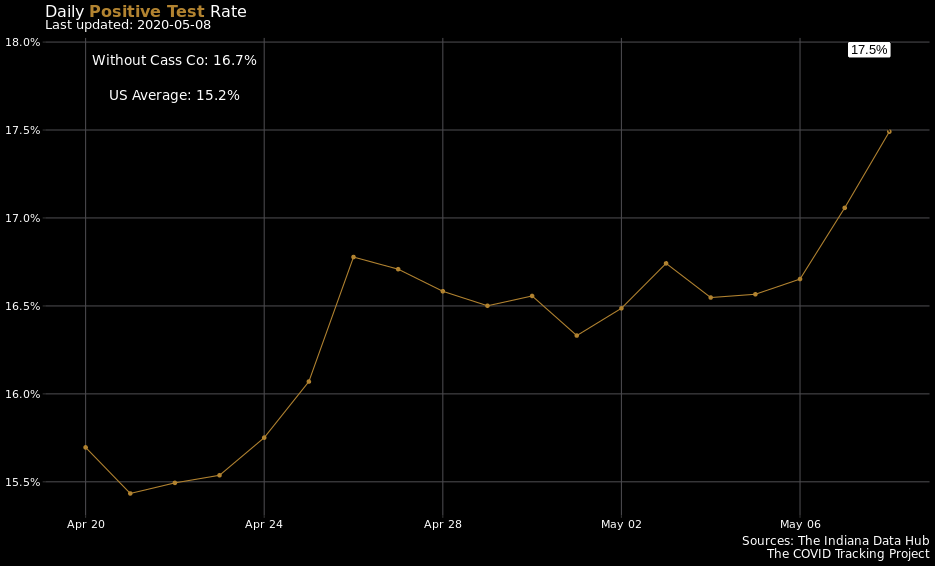 Daily Positive Test Rate
Last updated: 2020-05-08
18.0%
17.5%
Without Cass Co: 16.7%
US Average: 15.2%
17.5%
17.0%
16.5%
16.0%
15.5%
Apr 20 Apr 24 Apr 28 May 02 May 06
Sources: The Indiana Data Hub
The COVID Tracking Project